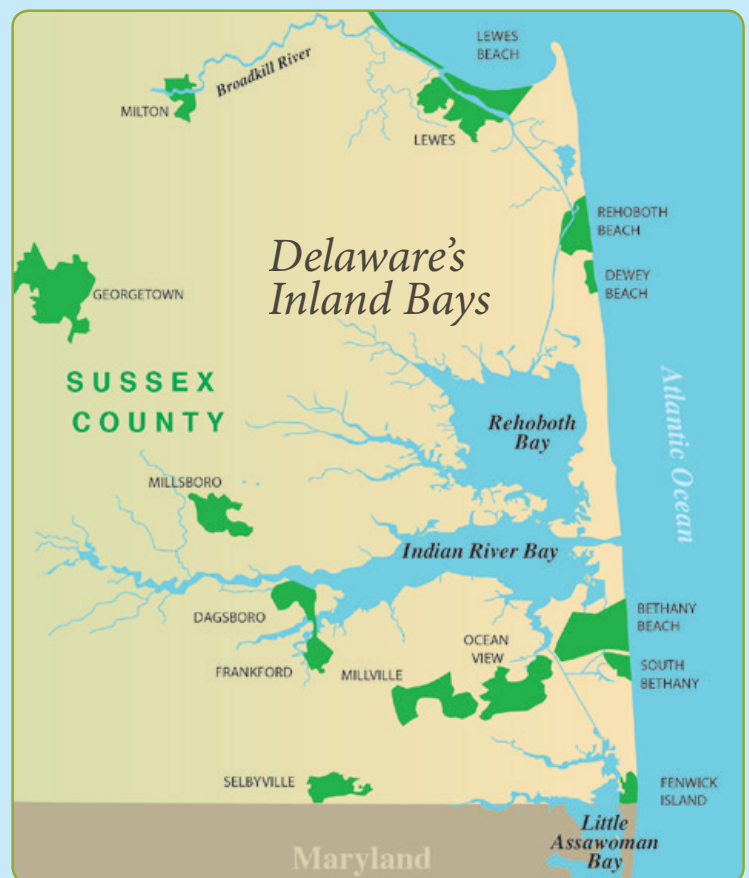 LEWES
BEACH
Broadkill River
MILTON
LEWES
REHOBOTH
BEACH
Delaware's
Inland Bays
DEWEY
BEACH
GEORGETOWN
SUSSEX
COUNTY
Atlantic Ocean
Rehoboth
Bay
MILLSBORO
Indian River Bay
BETHANY
BEACH
DAGSBORO
OCEAN
VIEW
SOUTH
BETHANY
FRANKFORD
MILLVILLE
SELBYVILLE
FENWICK
ISLAND
Little
Assawoman
Bay
Maryland